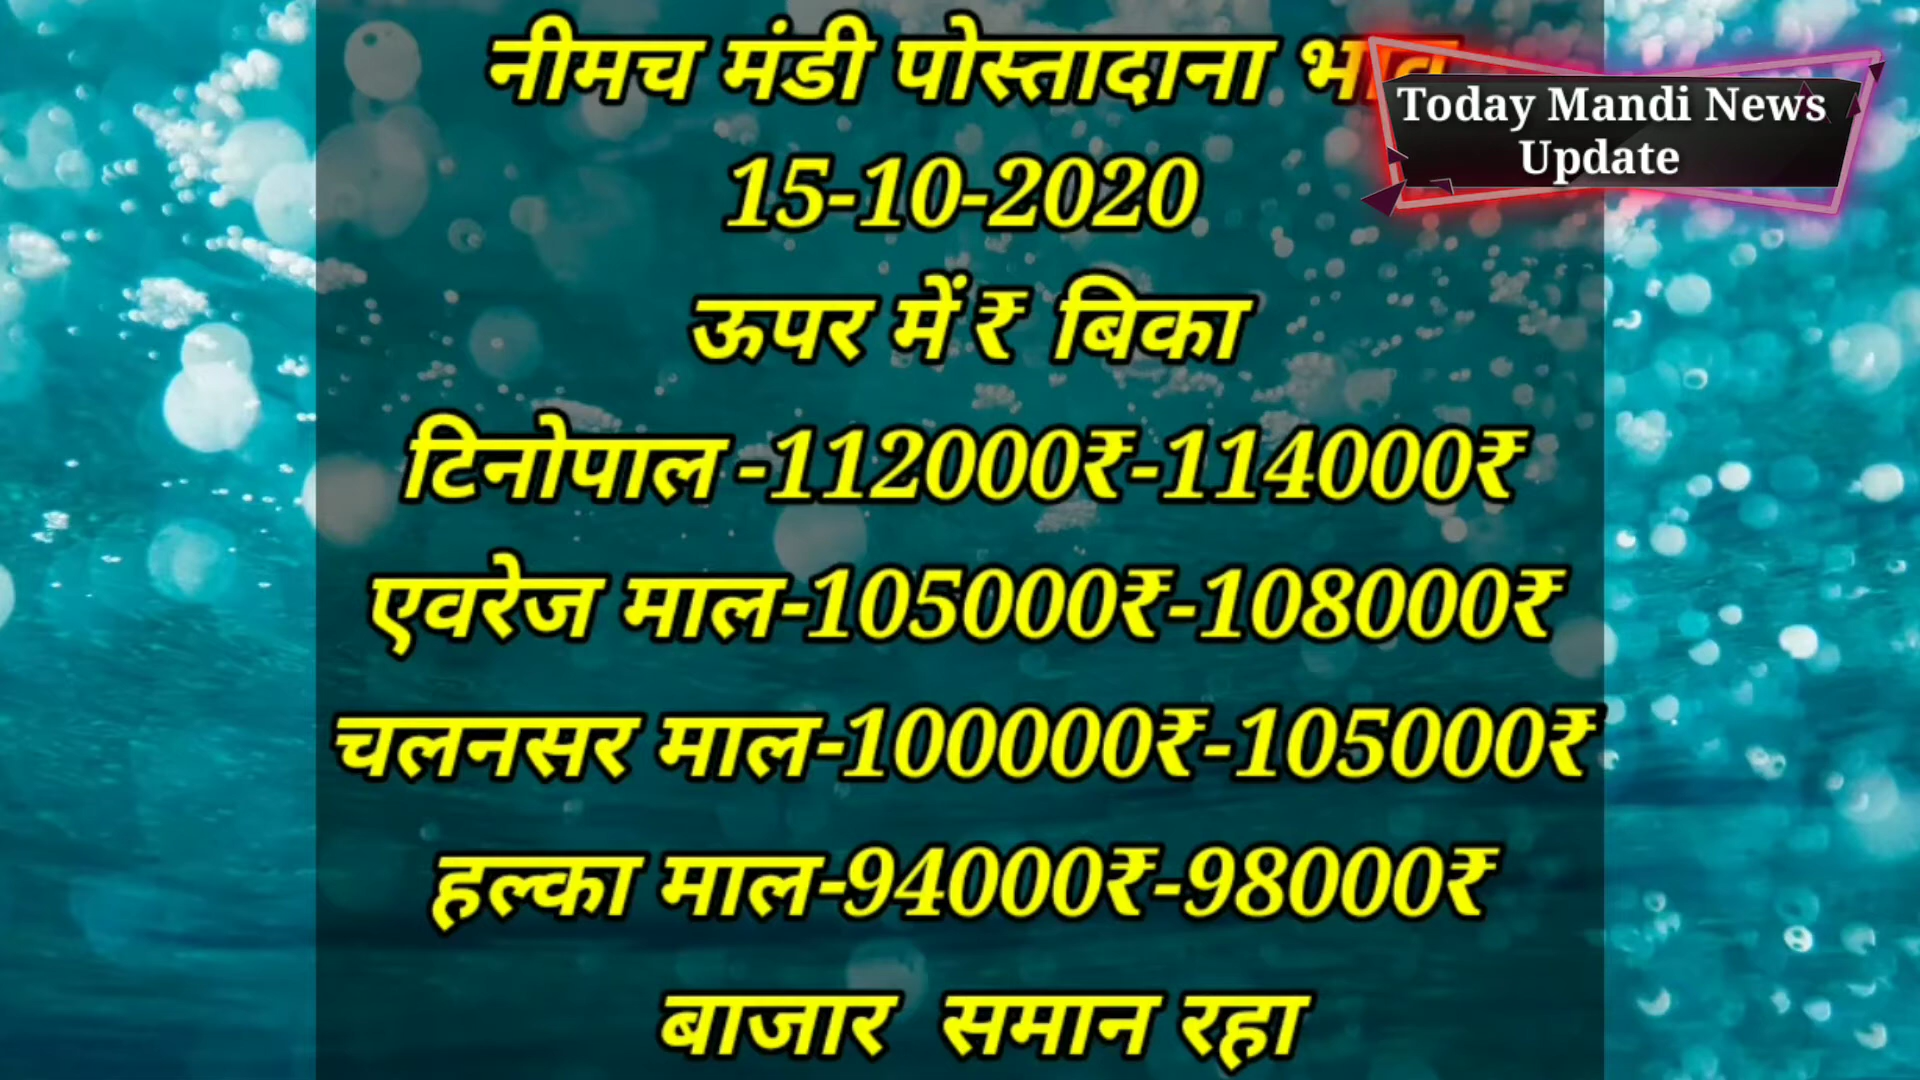 नीमच मंडी पोस्तादाना भाव
Today Mandi News
Update
15-10-2020
ऊपर में ₹ बिका
टिनोपाल -112000₹-114000₹
एवरेज माल-105000₹-108000₹
चलनसर माल-100000₹-105000₹
हल्का माल-94000₹-98000₹
बाजार समान रहा